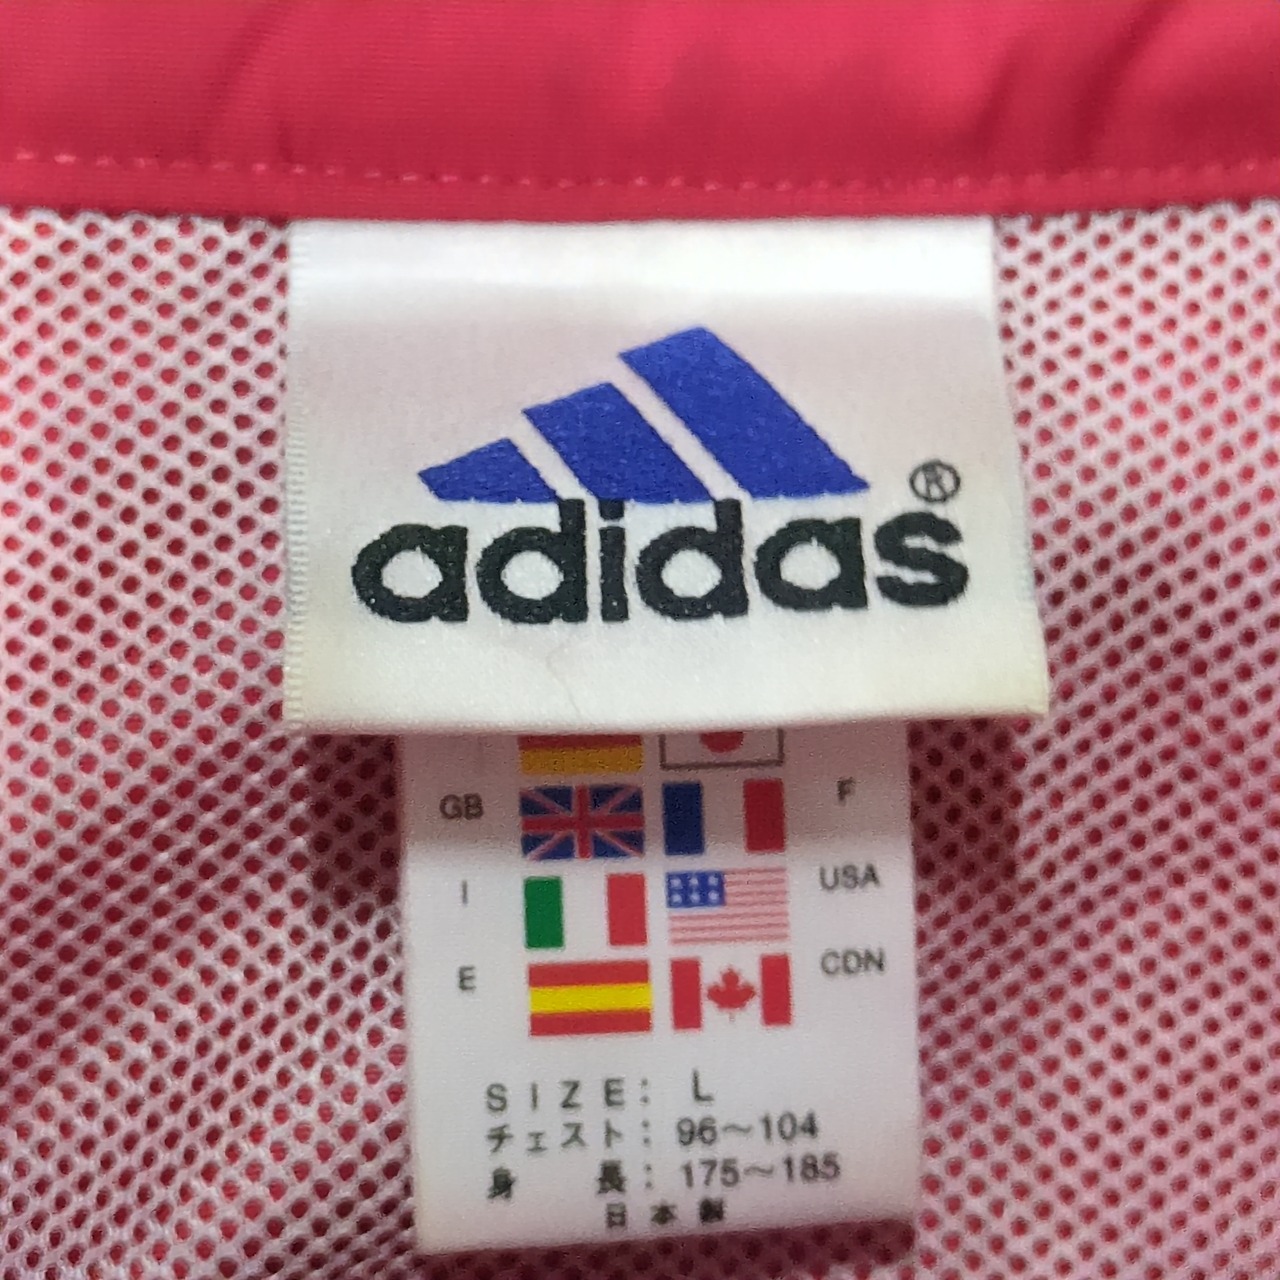 adidas®
GB F
I USA
E CDN
SIZE: L
チェスト: 96~104
身長: 175~185
日本製